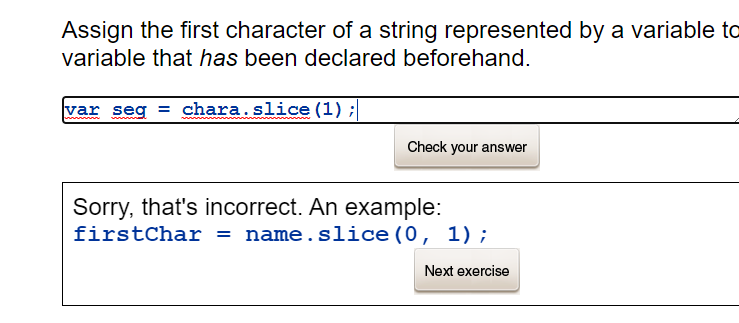 Assign the first character of a string represented by a variable to
variable that has been declared beforehand.
var seg = chara.slice(1);
Check your answer
Sorry, that's incorrect. An example:
firstChar = name.slice(0, 1);
Next exercise